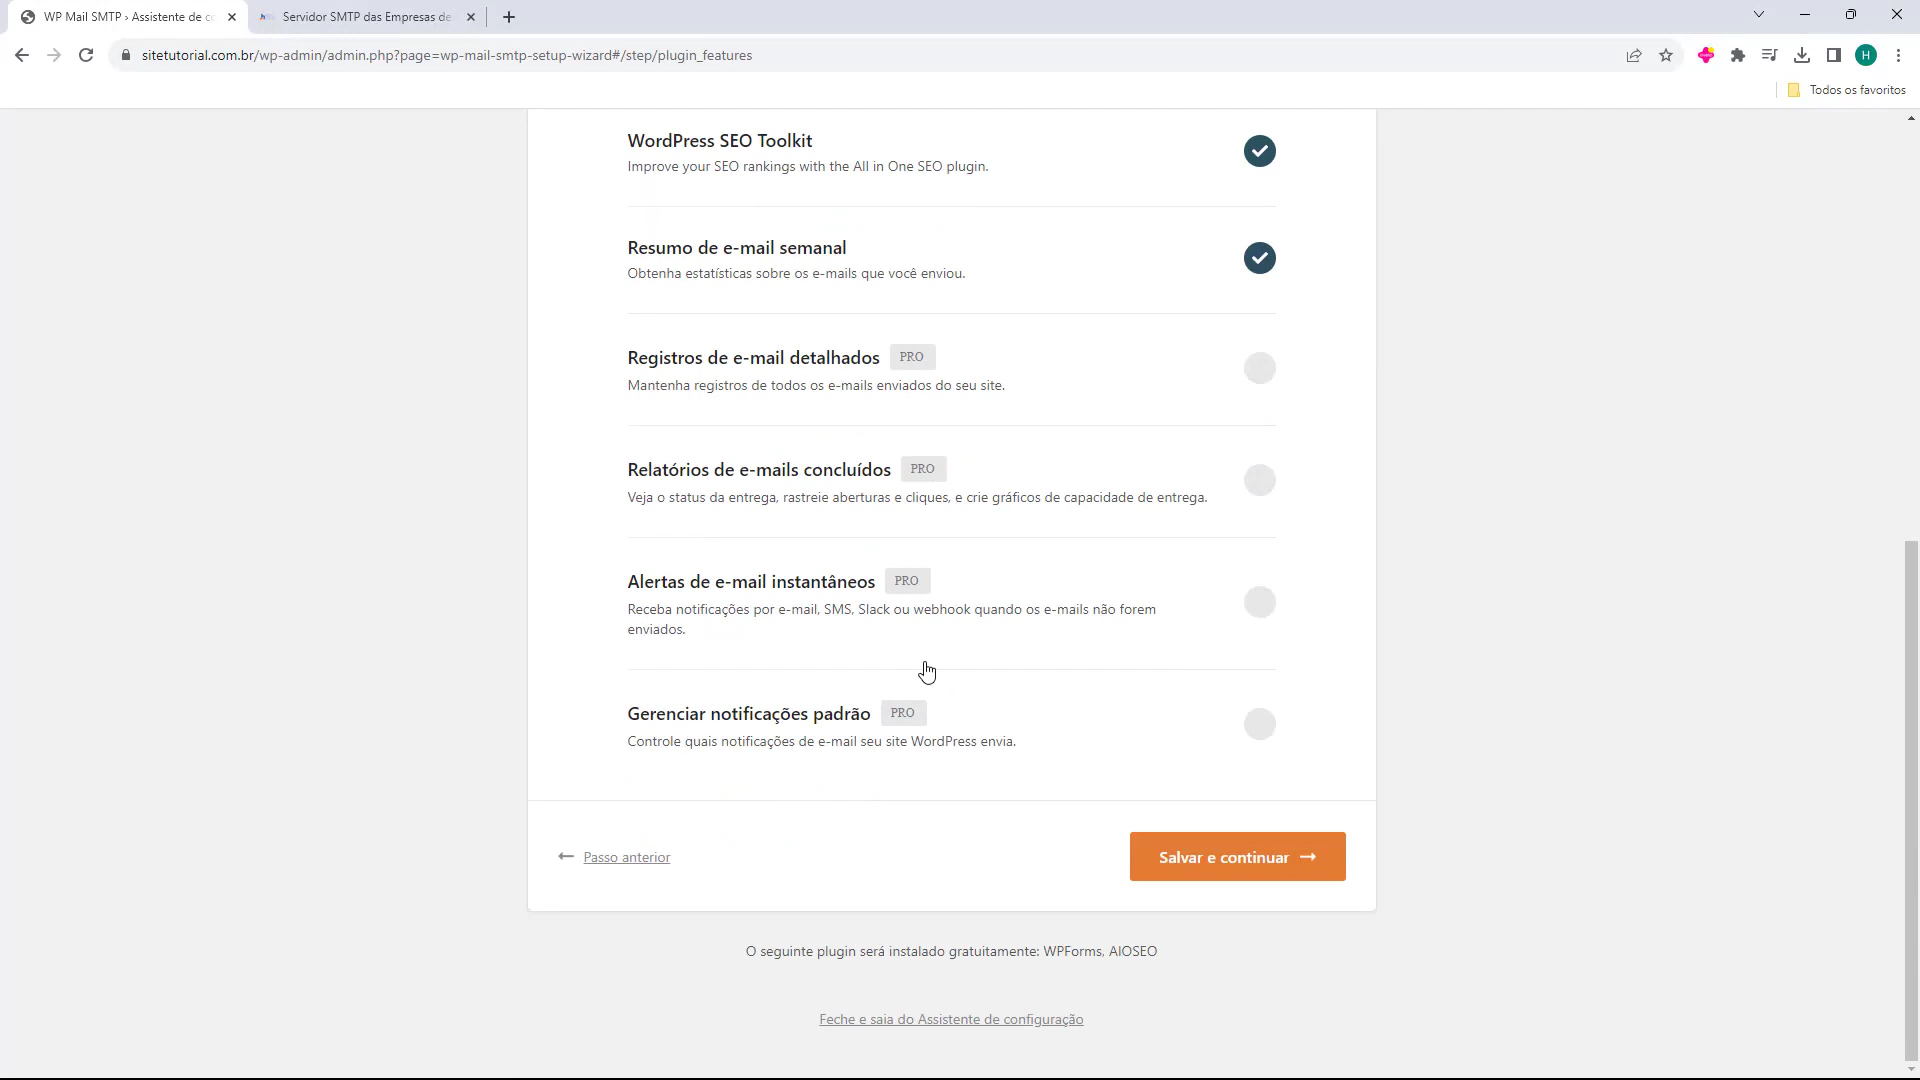 WP Mail SMTP › Assistente de co
Servidor SMTP das Empresas de
sitetutorial.com.br/wp-admin/admin.php?page=wp-mail-smtp-setup-wizard#/step/plugin_features
H
Todos os favoritos
WordPress SEO Toolkit
Improve your SEO rankings with the All in One SEO plugin.
Resumo de e-mail semanal
Obtenha estatísticas sobre os e-mails que você enviou.
Registros de e-mail detalhados PRO
Mantenha registros de todos os e-mails enviados do seu site.
Relatórios de e-mails concluídos PRO
Veja o status da entrega, rastreie aberturas e cliques, e crie gráficos de capacidade de entrega.
Alertas de e-mail instantâneos PRO
Receba notificações por e-mail, SMS, Slack ou webhook quando os e-mails não forem
enviados.
Gerenciar notificações padrão PRO
Controle quais notificações de e-mail seu site WordPress envia.
← Passo anterior
Salvar e continuar →
O seguinte plugin será instalado gratuitamente: WPForms, AIOSEO
Feche e saia do Assistente de configuração